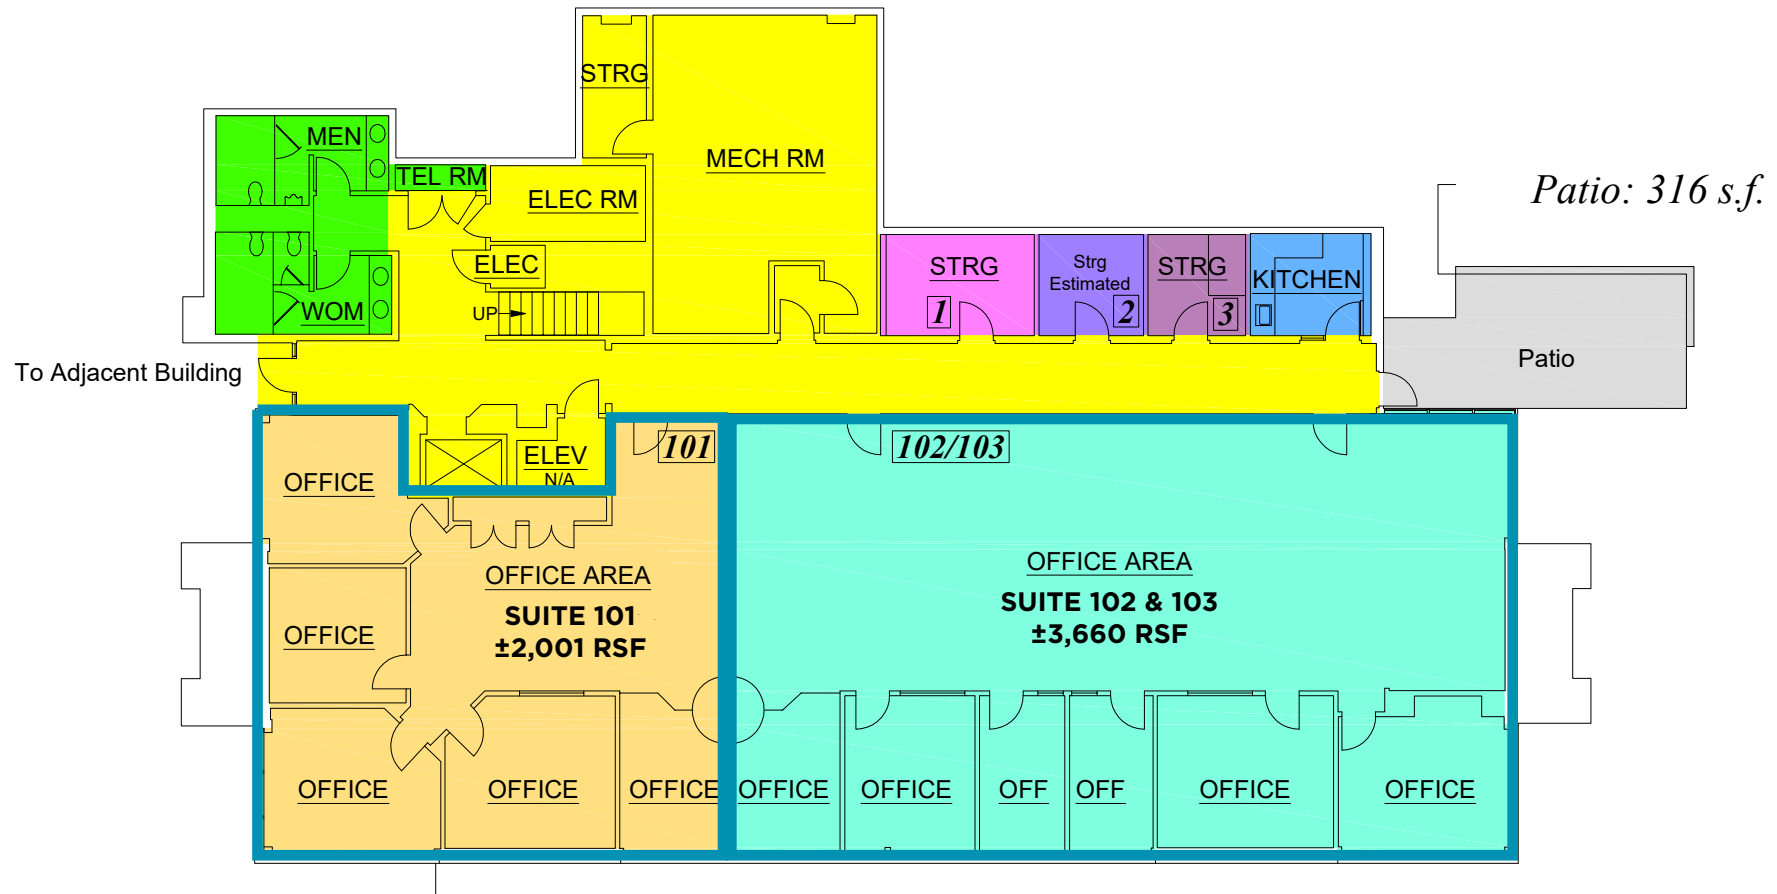 STRG
MEN
MECH RM
TEL RM
ELEC RM
Patio: 316 s.f.
ELEC
STRG
1
Strg
Estimated
2
STRG
3
KITCHEN
WOM
UP
To Adjacent Building
Patio
101
102/103
ELEV
N/A
OFFICE
OFFICE AREA
SUITE 101
±2,001 RSF
OFFICE AREA
SUITE 102 & 103
±3,660 RSF
OFFICE
OFFICE
OFFICE
OFFICE
OFFICE
OFFICE
OFF
OFF
OFFICE
OFFICE